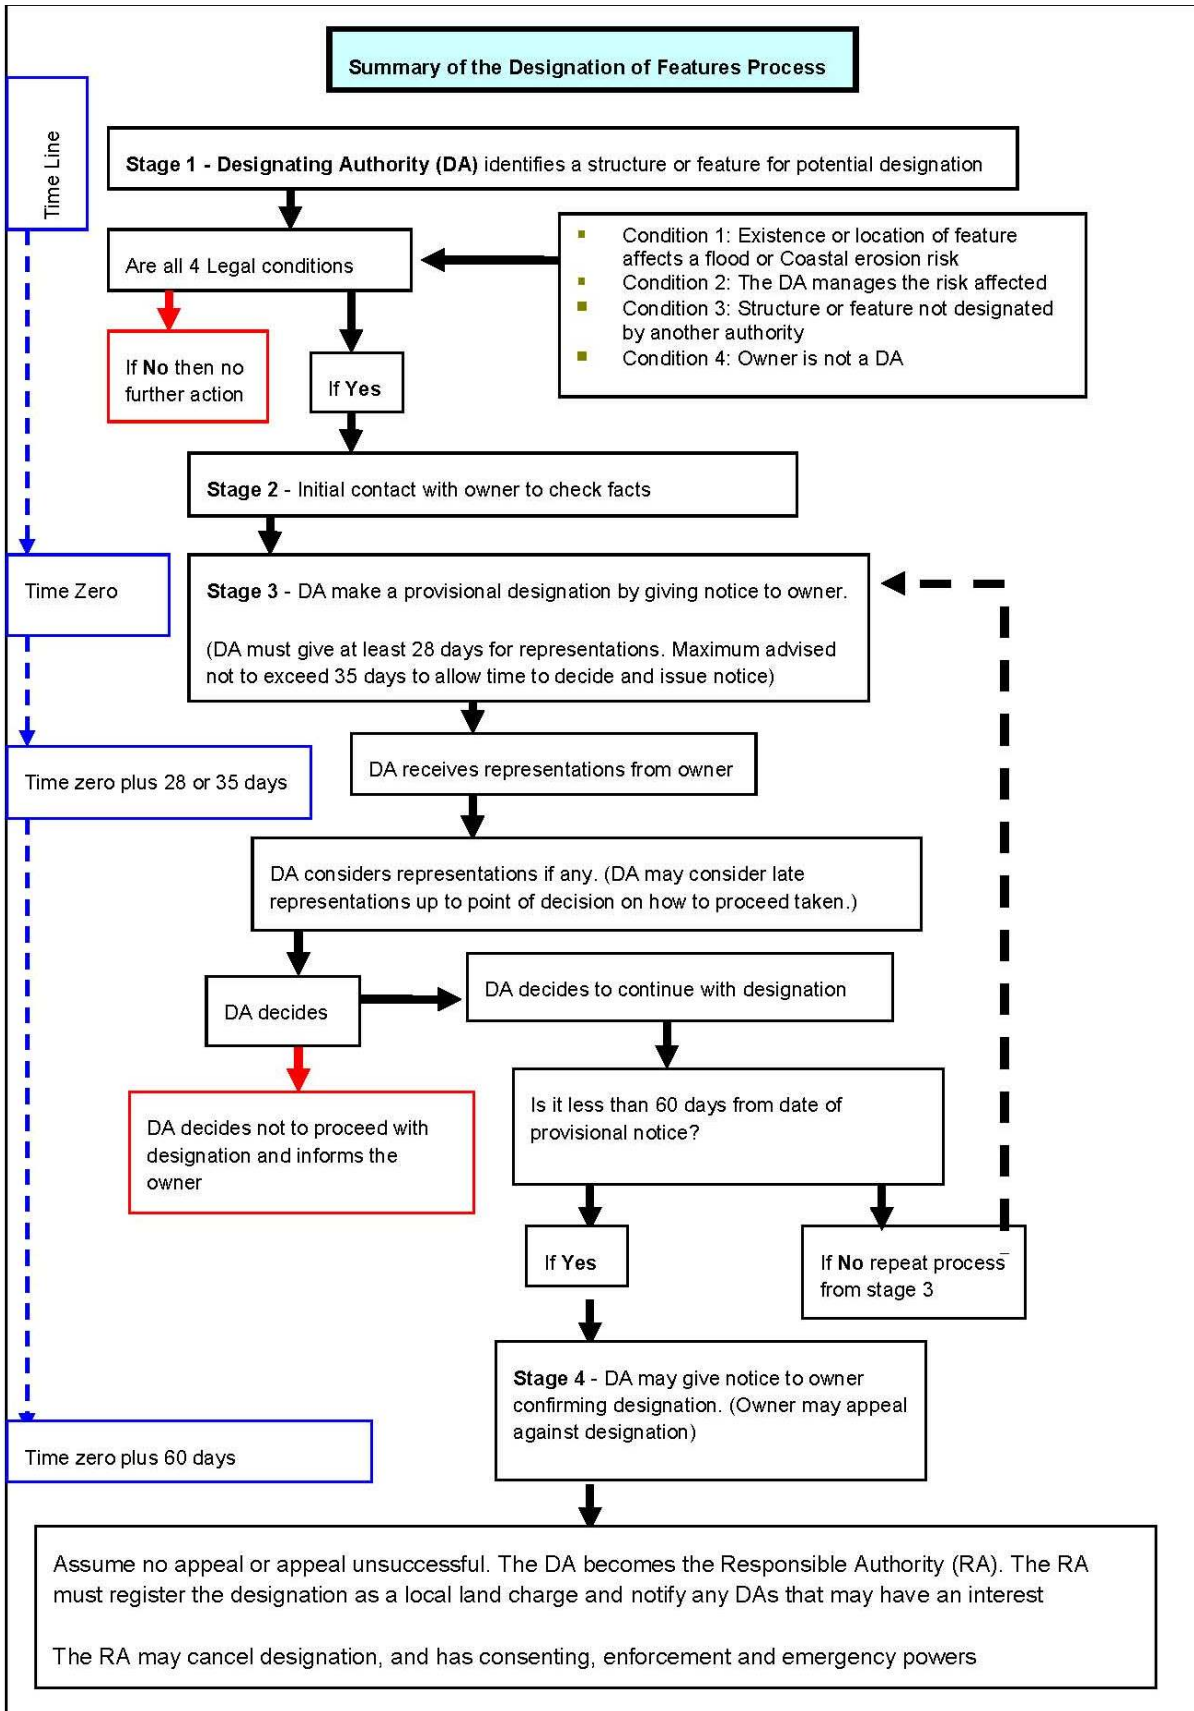 Summary of the Designation of Features Process
Time Line
Stage 1 - Designating Authority (DA) identifies a structure or feature for potential designation
Are all 4 Legal conditions
▪ Condition 1: Existence or location of feature
affects a flood or Coastal erosion risk
▪ Condition 2: The DA manages the risk affected
▪ Condition 3: Structure or feature not designated
by another authority
▪ Condition 4: Owner is not a DA
If No then no
further action
If Yes
Stage 2 - Initial contact with owner to check facts
Time Zero
Stage 3 - DA make a provisional designation by giving notice to owner.
(DA must give at least 28 days for representations. Maximum advised
not to exceed 35 days to allow time to decide and issue notice)
Time zero plus 28 or 35 days
DA receives representations from owner
DA considers representations if any. (DA may consider late
representations up to point of decision on how to proceed taken.)
DA decides
DA decides to continue with designation
DA decides not to proceed with
designation and informs the
owner
Is it less than 60 days from date of
provisional notice?
If Yes
If No repeat process
from stage 3
Stage 4 - DA may give notice to owner
confirming designation. (Owner may appeal
against designation)
Time zero plus 60 days
Assume no appeal or appeal unsuccessful. The DA becomes the Responsible Authority (RA). The RA
must register the designation as a local land charge and notify any DAs that may have an interest
The RA may cancel designation, and has consenting, enforcement and emergency powers